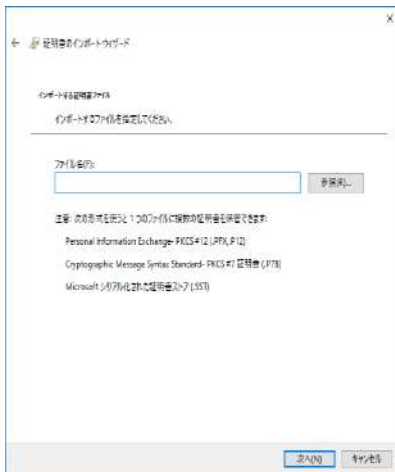 証明書のインポート ウィザード
インポートする証明書ファイル
インポートするファイルを指定してください。
ファイル名(F):
参照(R)...
注意: 次の形式を使うと 1 つのファイルに複数の証明書を保管できます:
Personal Information Exchange- PKCS #12 (.PFX,.P12)
Cryptographic Message Syntax Standard- PKCS #7 証明書 (.P7B)
Microsoft シリアル化された証明書ストア (.SST)
次へ(N)
キャンセル